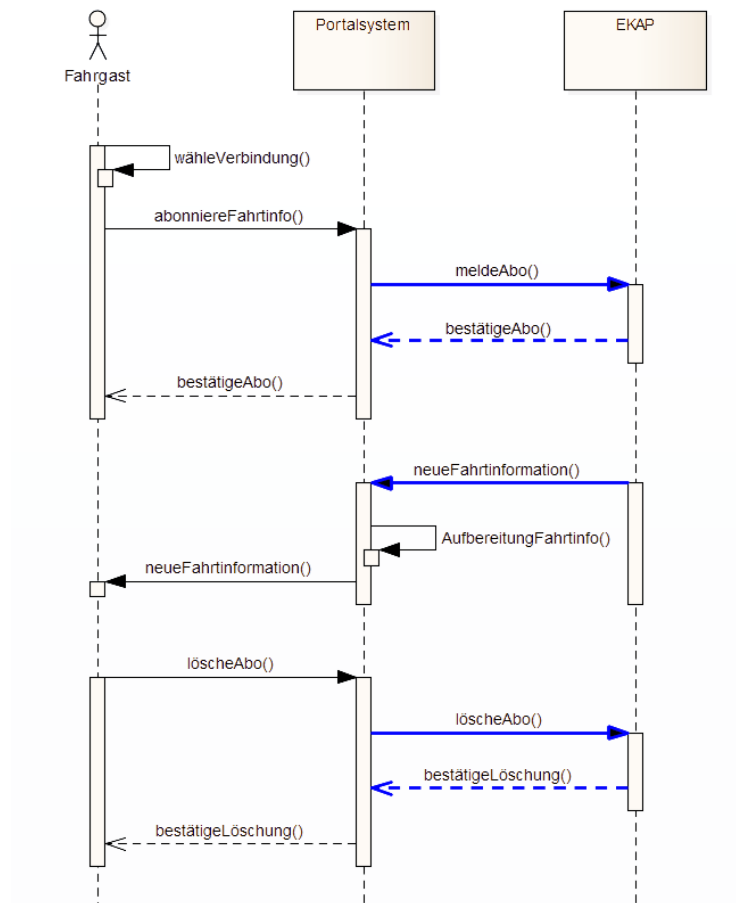 Portalsystem
EKAP
Fahrgast
wähleVerbindung()
abonniereFahrtinfo()
meldeAbo()
bestätigeAbo()
bestätigeAbo()
neueFahrtinformation()
AufbereitungFahrtinfo()
neueFahrtinformation()
löscheAbo()
löscheAbo()
bestätigeLöschung()
bestätigeLöschung()